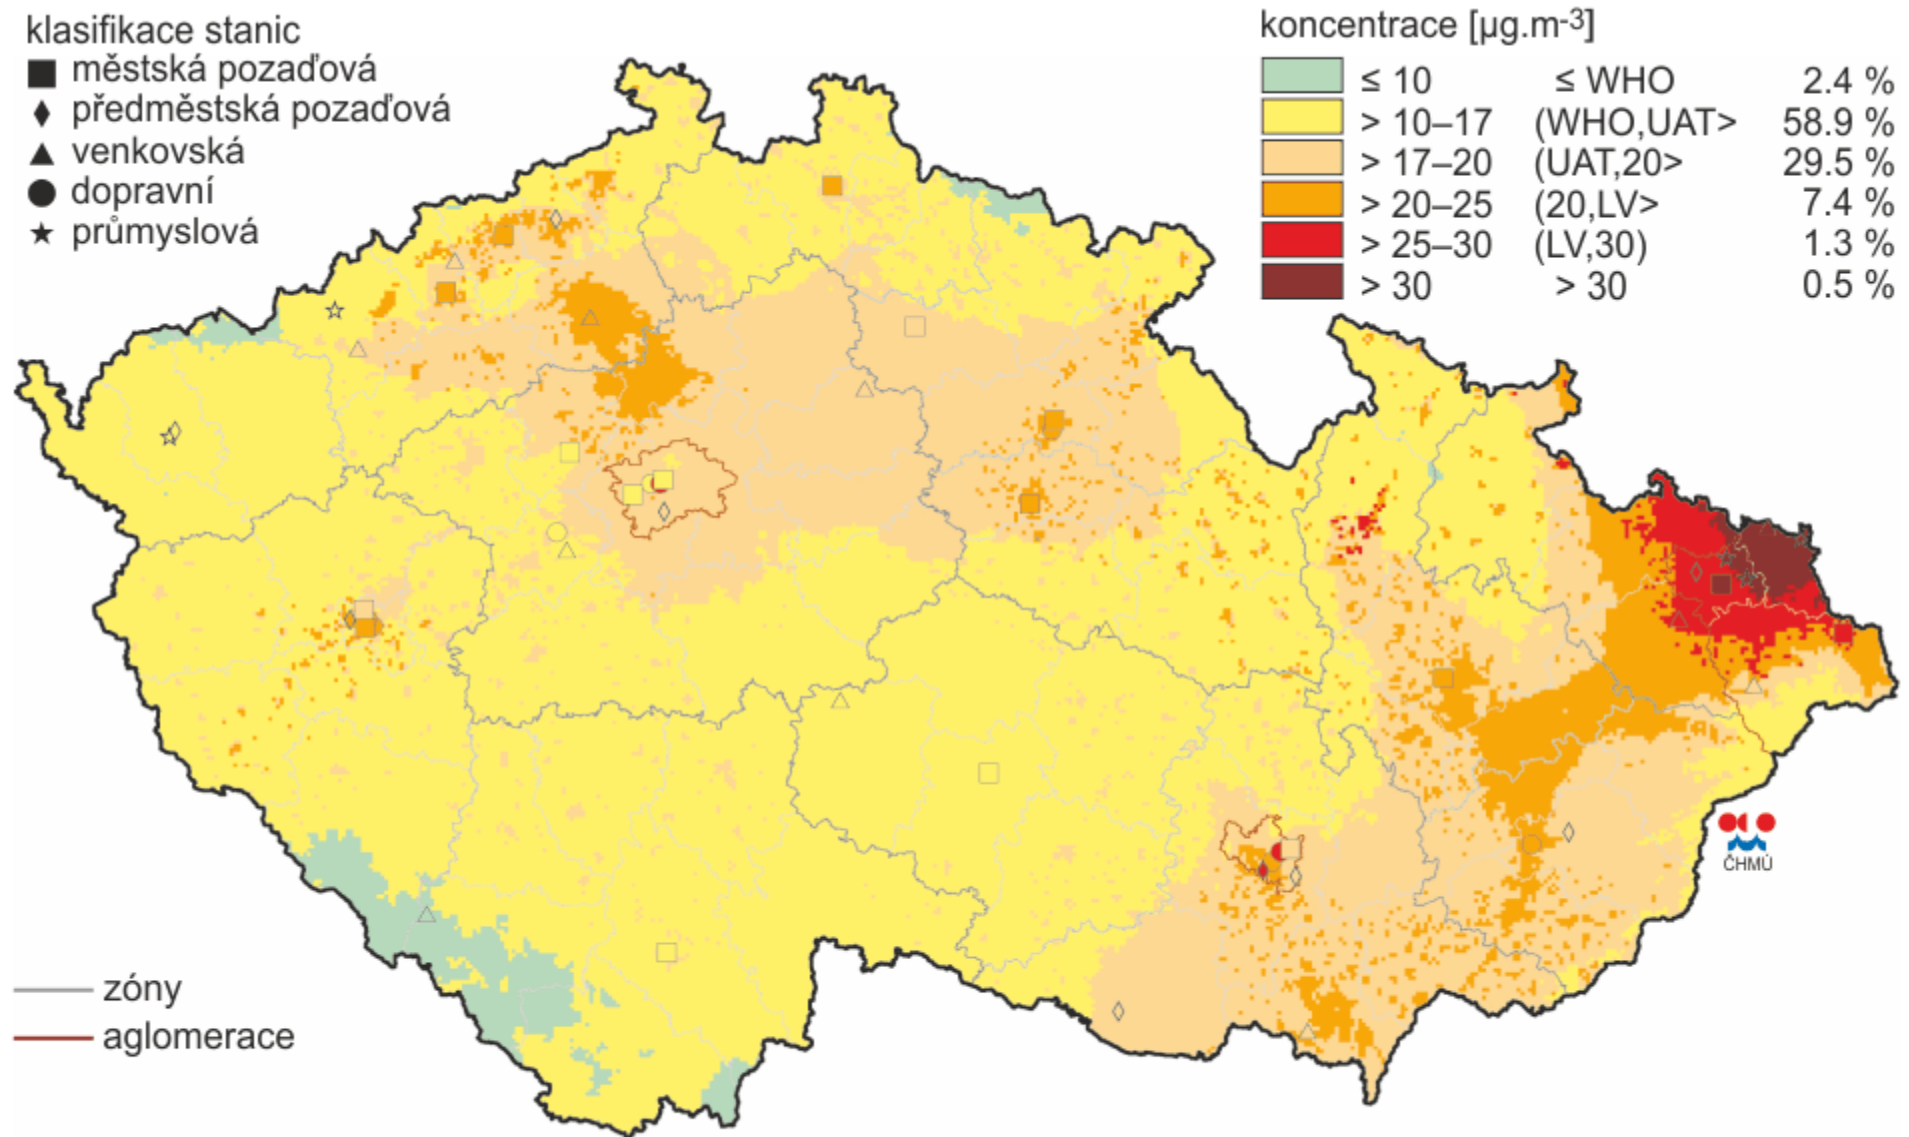 klasifikace stanic
městská pozaďová
předměstská pozaďová
venkovská
dopravní
průmyslová
koncentrace [µg.m-3]
≤ 10 ≤ WHO 2.4 %
> 10–17 (WHO,UAT> 58.9 %
> 17–20 (UAT,20> 29.5 %
> 20–25 (20,LV> 7.4 %
> 25–30 (LV,30) 1.3 %
> 30 > 30 0.5 %
ČHMÚ
zóny
aglomerace